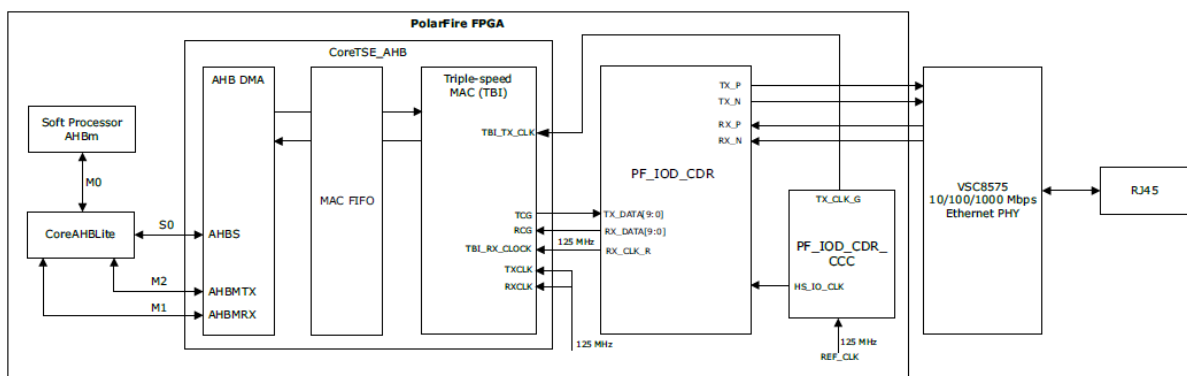 PolarFire FPGA
CoreTSE_AHB
AHB DMA
Triple-speed
MAC (TBI)
TX_P
TX_N
RX_P
RX_N
Soft Processor
AHBm
TBI_TX_CLK
PF_IOD_CDR
M0
MAC FIFO
VSC8575
10/100/1000 Mbps
Ethernet PHY
RJ45
TX_CLK_G
CoreAHBLite
S0
AHBS
TCG
TX_DATA[9:0]
RCG
RX_DATA[9:0]
TBI_RX_CLOCK
125 MHz
RX_CLK_R
PF_IOD_CDR_
CCC
TXCLK
RXCLK
HS_IO_CLK
M2
AHBMTX
M1
AHBMRX
125 MHz
125 MHz
REF_CLK